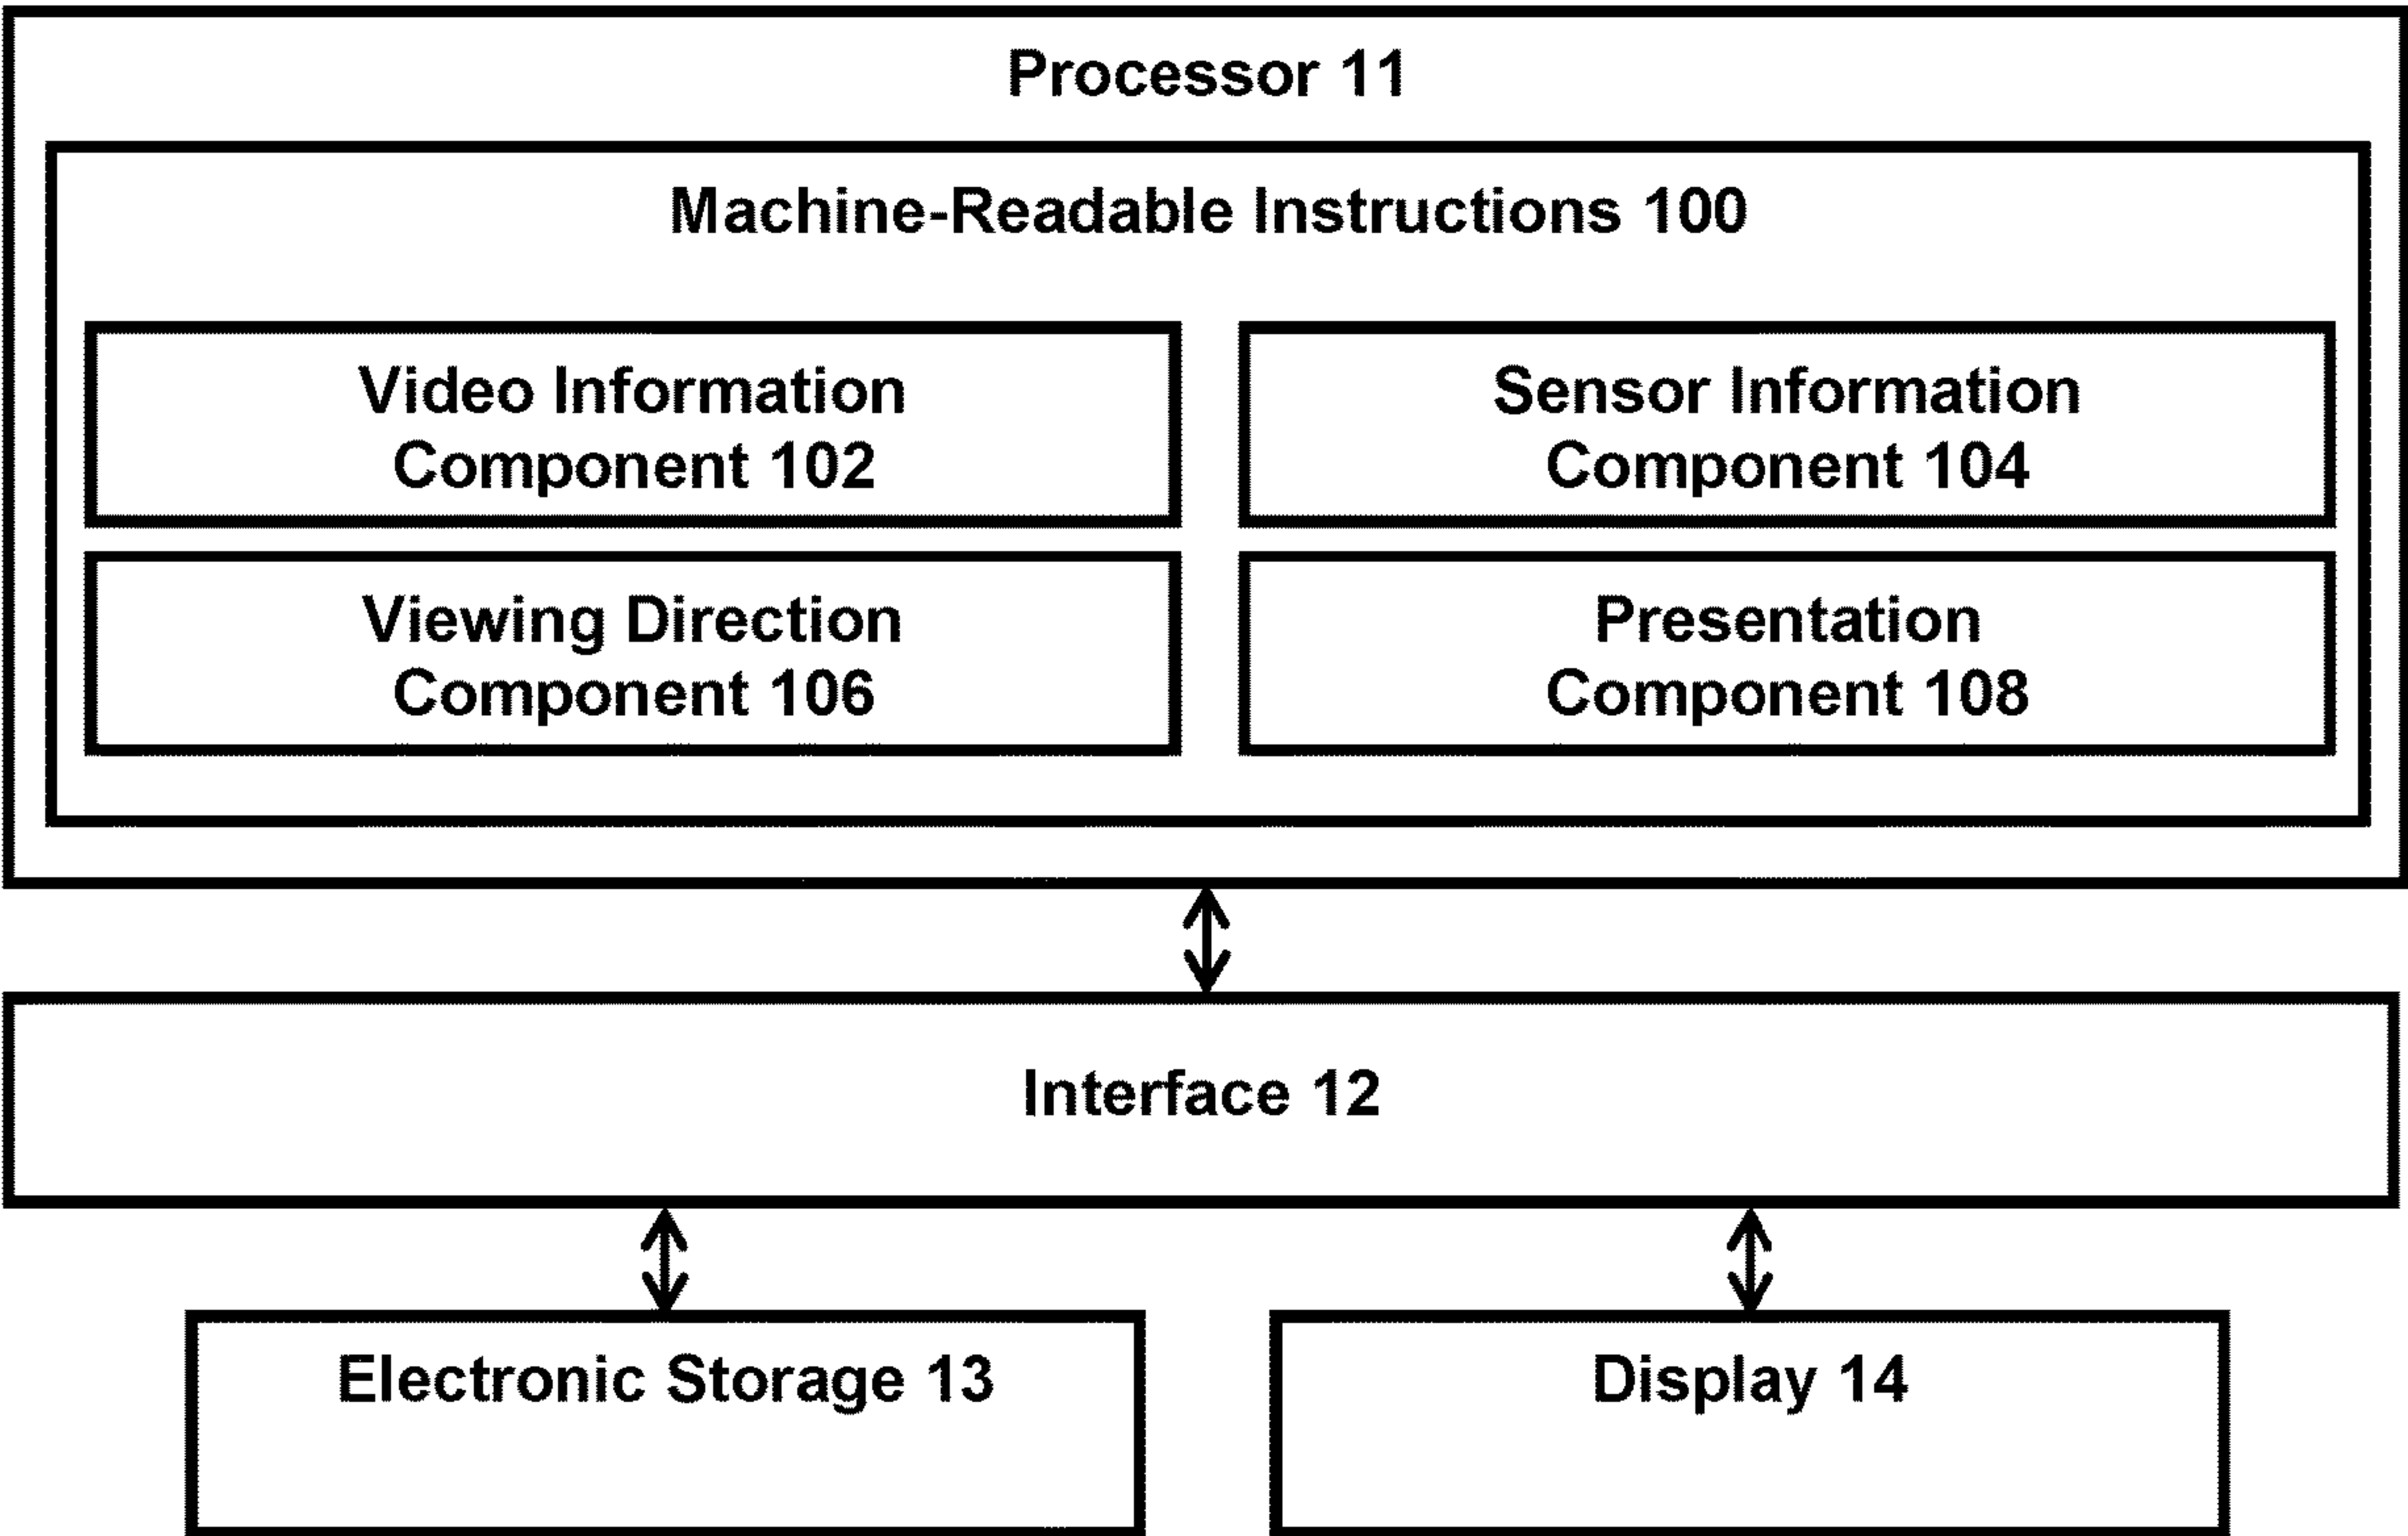 Processor 11
Machine-Readable Instructions 100
Video Information
Component 102
Sensor Information
Component 104
Viewing Direction
Component 106
Presentation
Component 108
Interface 12
Electronic Storage 13
Display 14